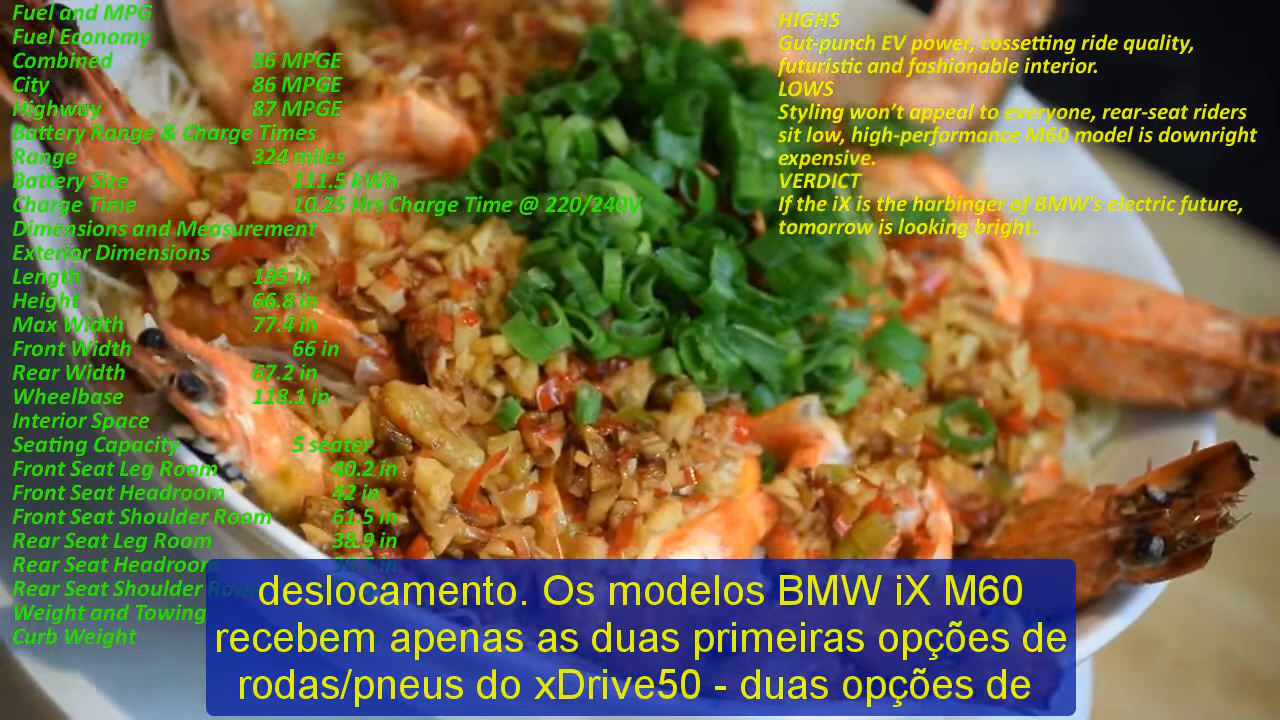 Fuel and MPG
Fuel Economy
Combined 86 MPGE
City 86 MPGE
Highway 87 MPGE
Battery Range & Charge Times
Range 324 miles
Battery Size 111.5 kWh
Charge Time 10.25 Hrs Charge Time @ 220/240V
Dimensions and Measurement
Exterior Dimensions
Length 195 in
Height 66.8 in
Max Width 77.4 in
Front Width 66 in
Rear Width 67.2 in
Wheelbase 118.1 in
Interior Space
Seating Capacity 5 seater
Front Seat Leg Room 40.2 in
Front Seat Headroom 42 in
Front Seat Shoulder Room 61.5 in
Rear Seat Leg Room 38.9 in
Rear Seat Headroom in
Rear Seat Shoulder Room
Weight and Towing
Curb Weight
HIGHS
Gut-punch EV power, cossetting ride quality,
futuristic and fashionable interior.
LOWS
Styling won’t appeal to everyone, rear-seat riders
sit low, high-performance M60 model is downright
expensive.
VERDICT
If the iX is the harbinger of BMW's electric future,
tomorrow is looking bright.
deslocamento. Os modelos BMW iX M60
recebem apenas as duas primeiras opções de
rodas/pneus do xDrive50 - duas opções de